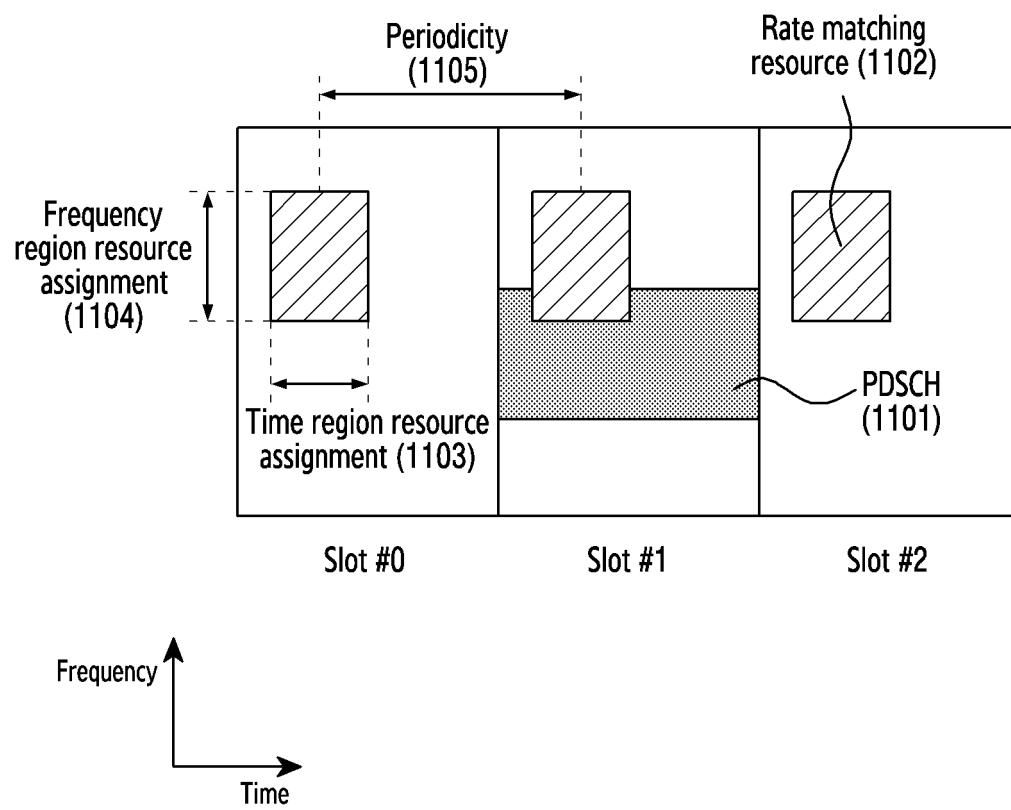 Periodicity
(1105)
Rate matching
resource (1102)
Frequency
region resource
assignment
(1104)
Time region resource
assignment (1103)
PDSCH
(1101)
Slot #0
Slot #1
Slot #2
Frequency
Time